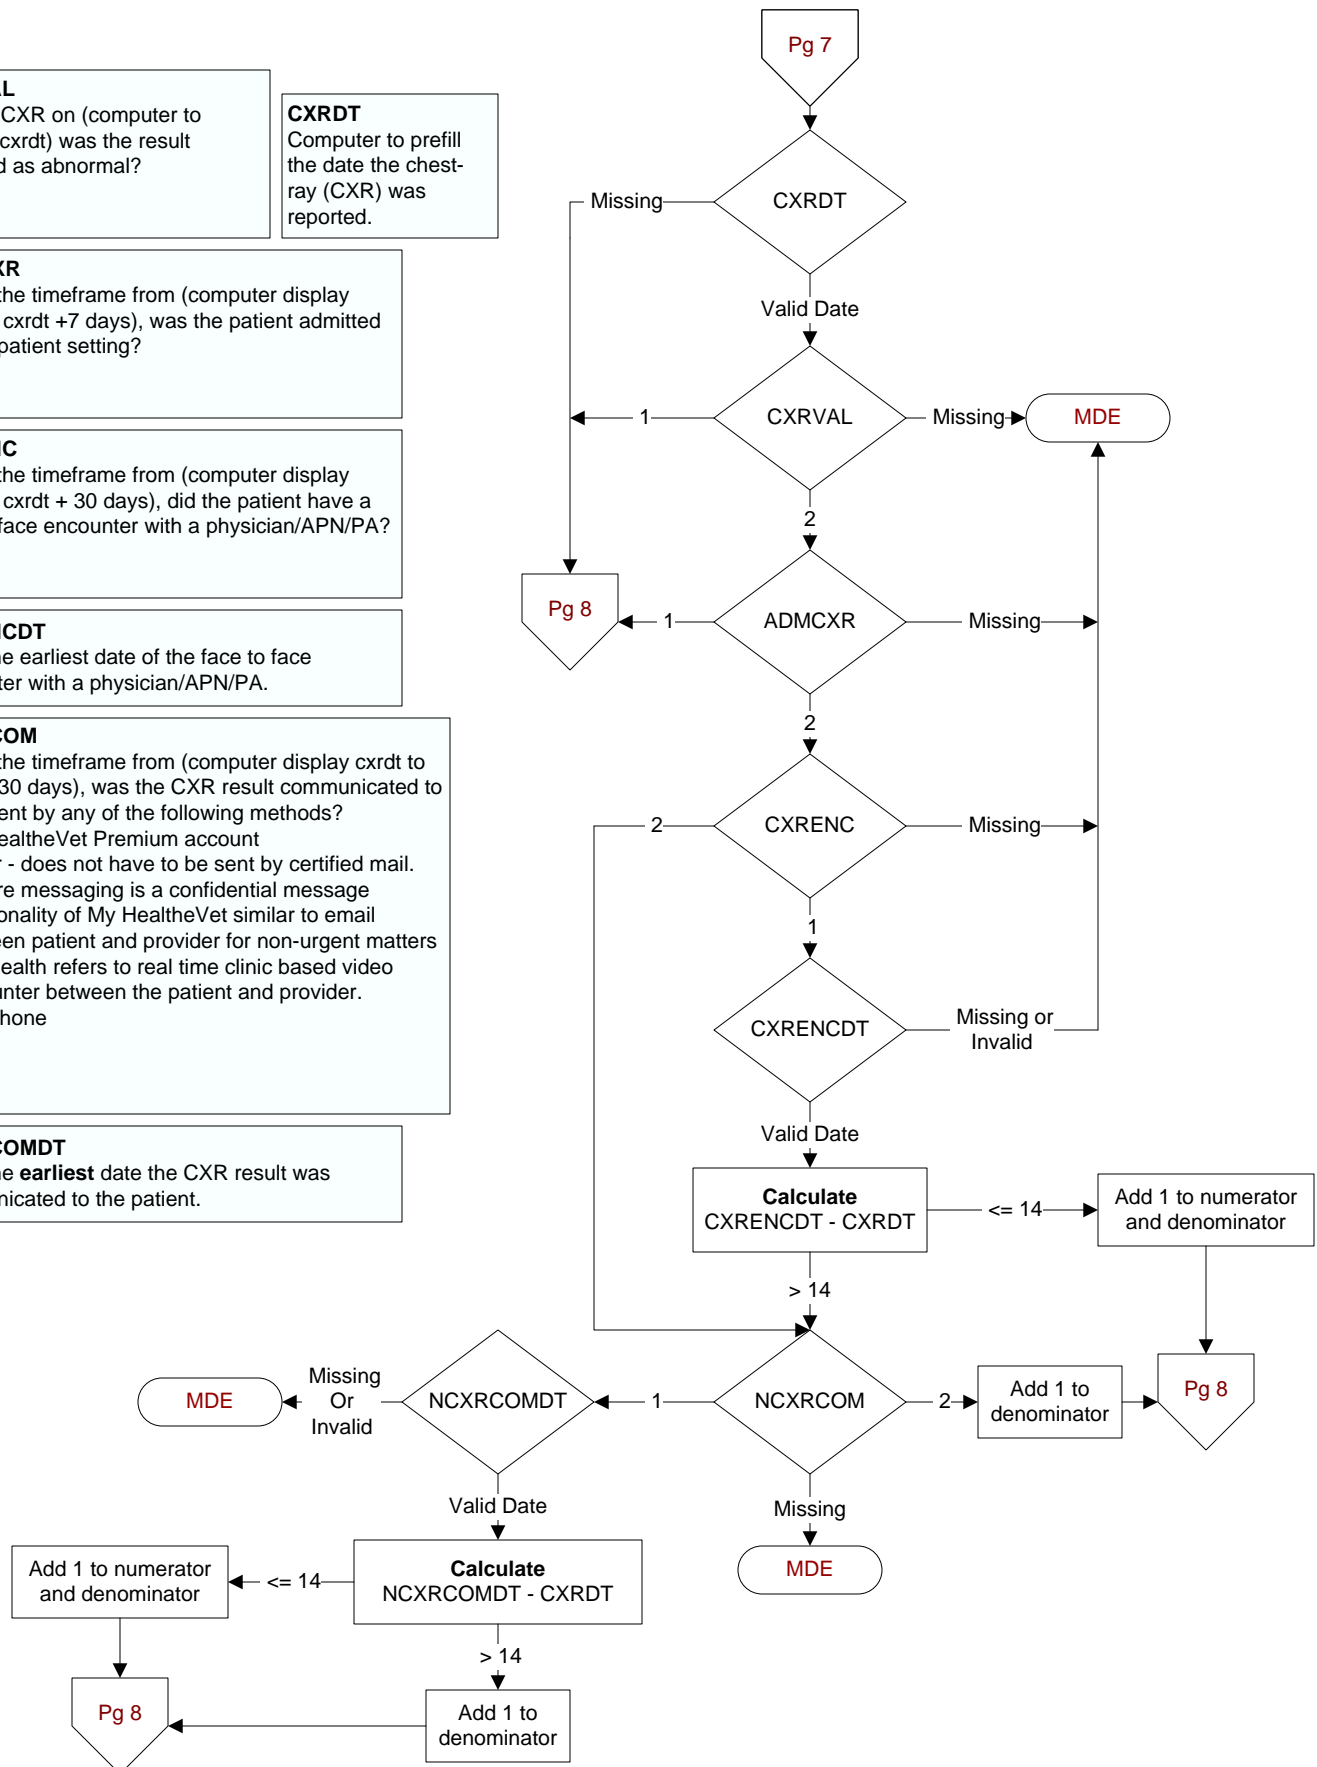 Pg 7
AL
CXR on (computer to
cxrdt) was the result
d as abnormal?
CXRDT
Computer to prefill
the date the chest-
ray (CXR) was
reported.
XR
the timeframe from (computer display
cxrdt +7 days), was the patient admitted
patient setting?
NC
the timeframe from (computer display
cxrdt + 30 days), did the patient have a
face encounter with a physician/APN/PA?
NCDT
ne earliest date of the face to face
ter with a physician/APN/PA.
COM
the timeframe from (computer display cxrdt to
30 days), was the CXR result communicated to
ent by any of the following methods?
ealtheVet Premium account
r - does not have to be sent by certified mail.
re messaging is a confidential message
onality of My HealtheVet similar to email
een patient and provider for non-urgent matters
ealth refers to real time clinic based video
unter between the patient and provider.
hone
COMDT
ne earliest date the CXR result was
nicated to the patient.
Missing
CXRDT
Valid Date
1
CXRVAL
Missing
MDE
2
Pg 8
1
ADMCXR
Missing
2
2
CXRENC
Missing
1
CXRENCDT
Missing or
Invalid
Valid Date
Calculate
CXRENCDT - CXRDT
<= 14
Add 1 to numerator
and denominator
> 14
MDE
Missing
Or
Invalid
NCXRCOMDT
1
NCXRCOM
2
Add 1 to
denominator
Pg 8
Valid Date
Missing
MDE
Add 1 to numerator
and denominator
<= 14
Calculate
NCXRCOMDT - CXRDT
> 14
Pg 8
Add 1 to
denominator